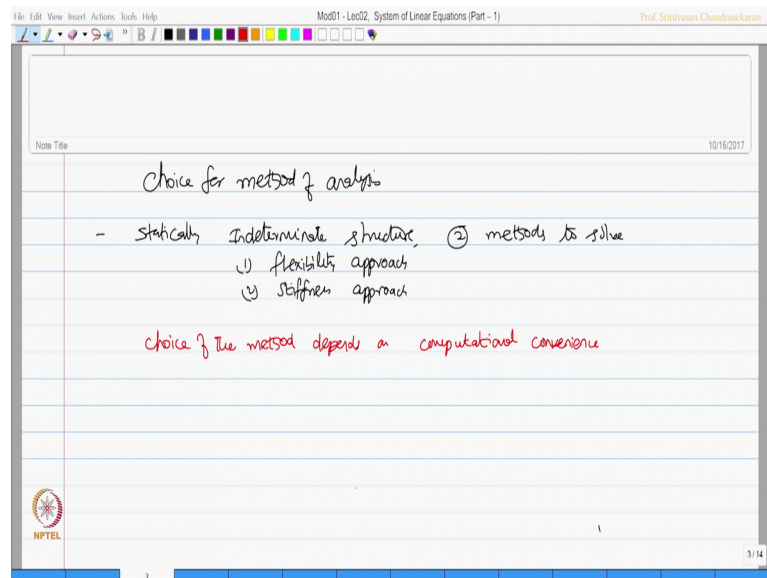 File Edit View Insert Actions Tools Help
Mod01 - Lec02, System of Linear Equations (Part – 1)
Prof. Srinivasan Chandrasekaran
B I
Note Title
10/16/2017
Choice for method of analysis
- Statically Indeterminate structure, ② methods to solve
(1) flexibility approach
(2) Stiffness approach
choice of the method depends on computational convenience
NPTEL
3 / 14